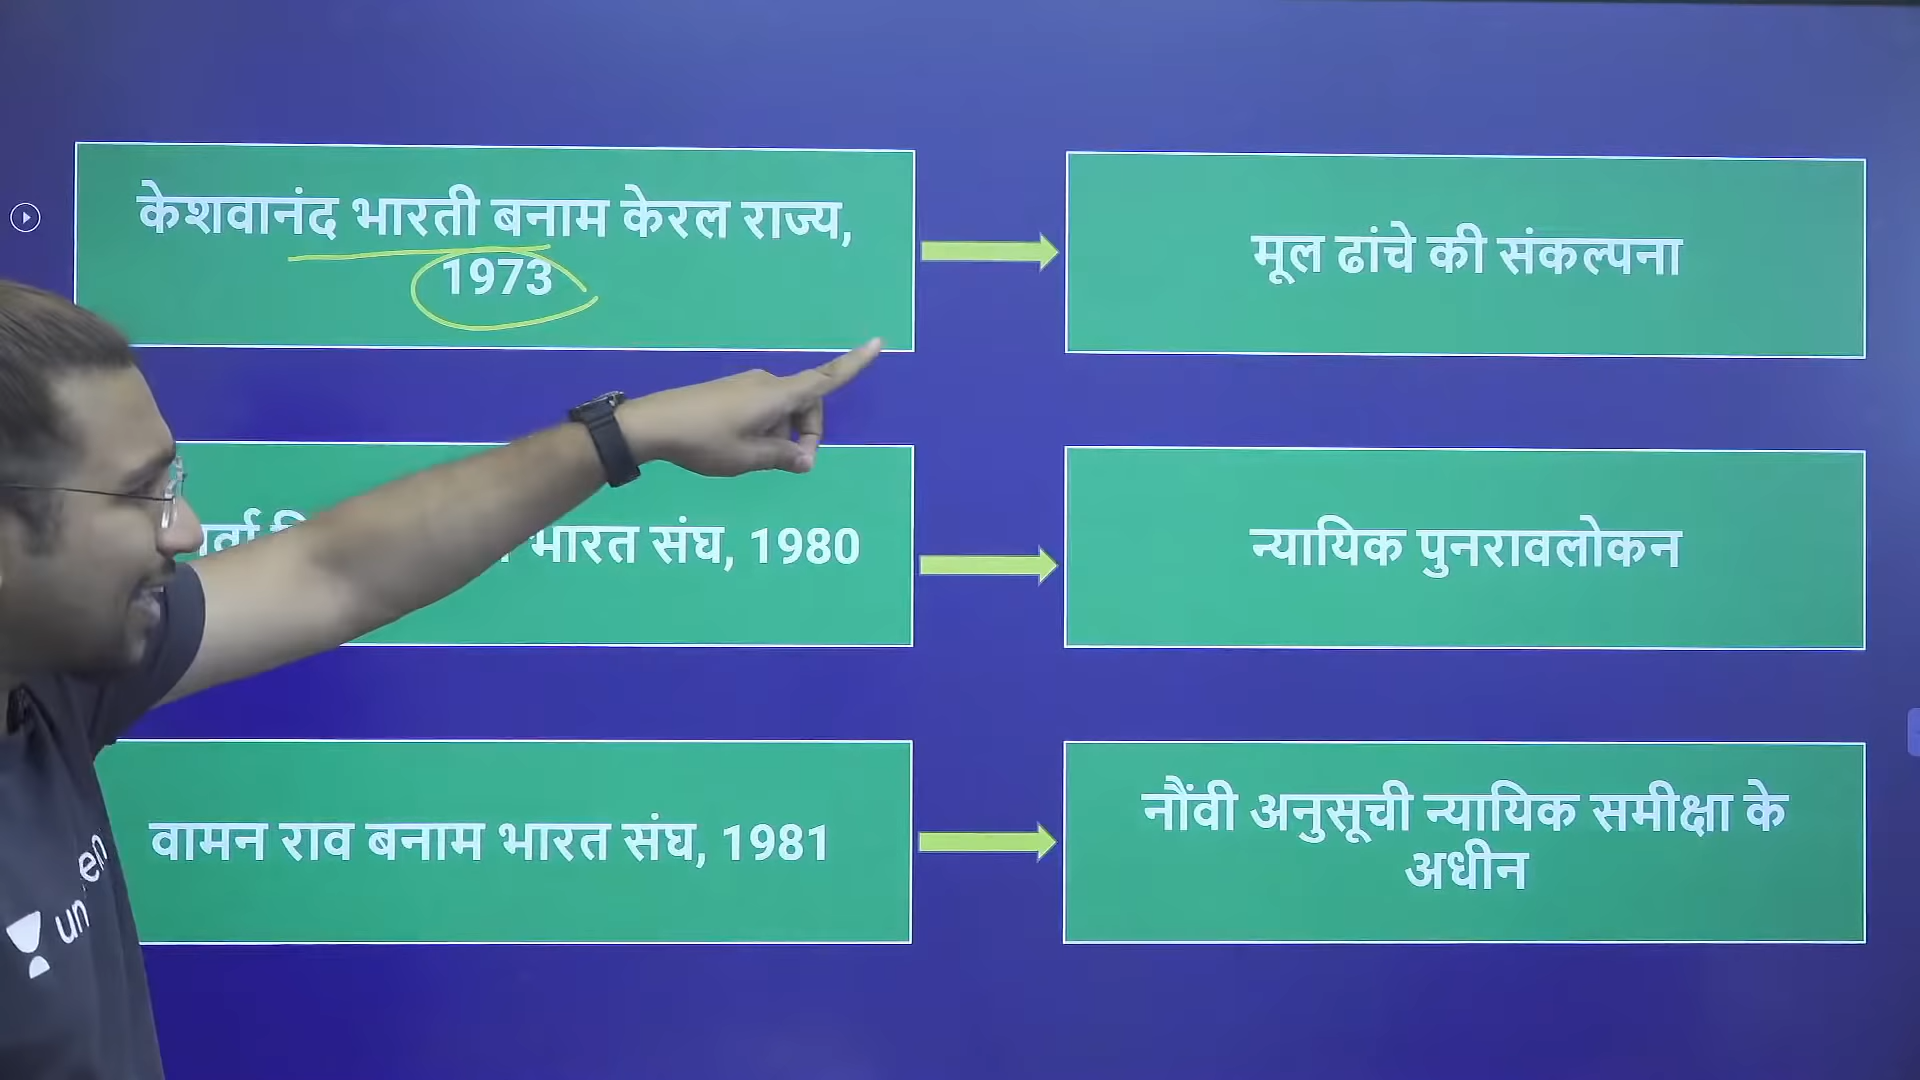 केशवानंद भारती बनाम केरल राज्य,
1973
मूल ढांचे की संकल्पना
भारत संघ, 1980
न्यायिक पुनरावलोकन
वामन राव बनाम भारत संघ, 1981
नौंवी अनुसूची न्यायिक समीक्षा के
अधीन